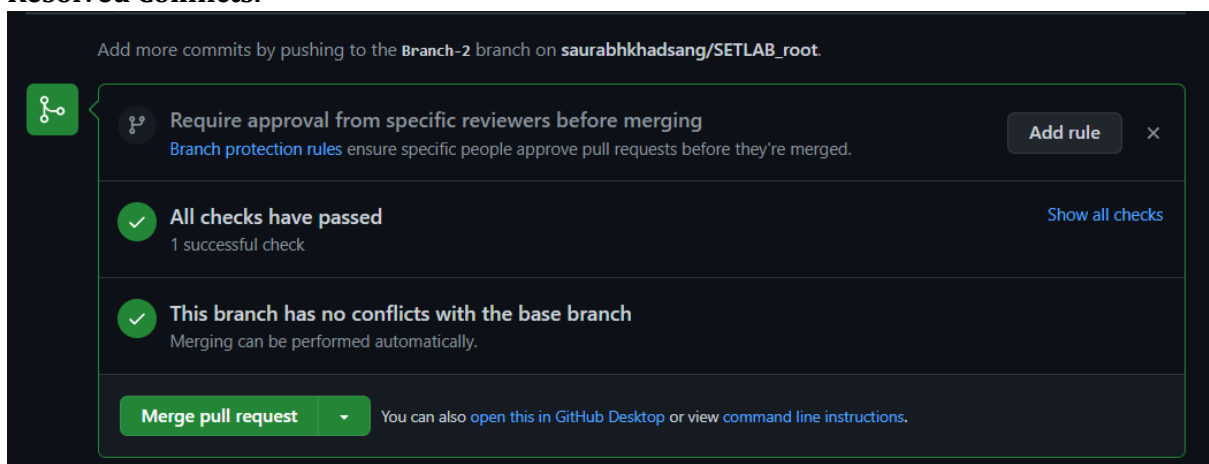 Resolved Conflicts:
Add more commits by pushing to the Branch-2 branch on saurabhkhadsang/SETLAB_root.
Require approval from specific reviewers before merging
Branch protection rules ensure specific people approve pull requests before they're merged.
Add rule
All checks have passed
1 successful check
Show all checks
This branch has no conflicts with the base branch
Merging can be performed automatically.
Merge pull request
You can also open this in GitHub Desktop or view command line instructions.